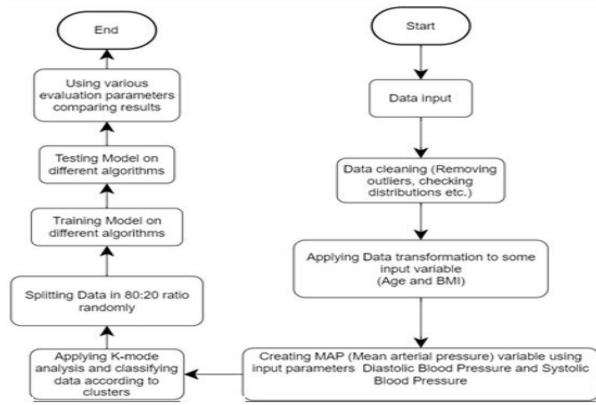 Start
Data input
Data cleaning (Removing
outliers, checking
distributions etc.)
Applying Data transformation to some
input variable
(Age and BMI)
Creating MAP (Mean arterial pressure) variable using
input parameters Diastolic Blood Pressure and Systolic
Blood Pressure
Applying K-mode
analysis and classifying
data according to
clusters
Splitting Data in 80:20 ratio
randomly
Training Model on
different algorithms
Testing Model on
different algorithms
Using various
evaluation parameters
comparing results
End